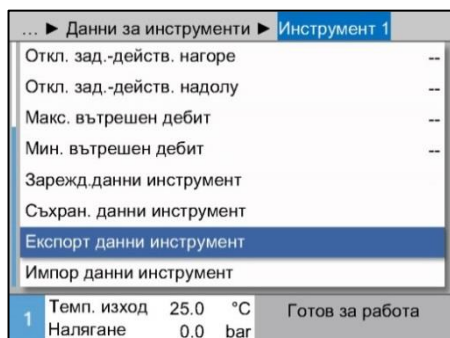 ... ► Данни за инструменти ► Инструмент 1
Откл. зад.-действ. нагоре --
Откл. зад.-действ. надолу --
Макс. вътрешен дебит --
Мин. вътрешен дебит --
Зарежд.данни инструмент
Съхран. данни инструмент
Експорт данни инструмент
Импор данни инструмент
1 Темп. изход 25.0 °C Готов за работа
Налягане 0.0 bar